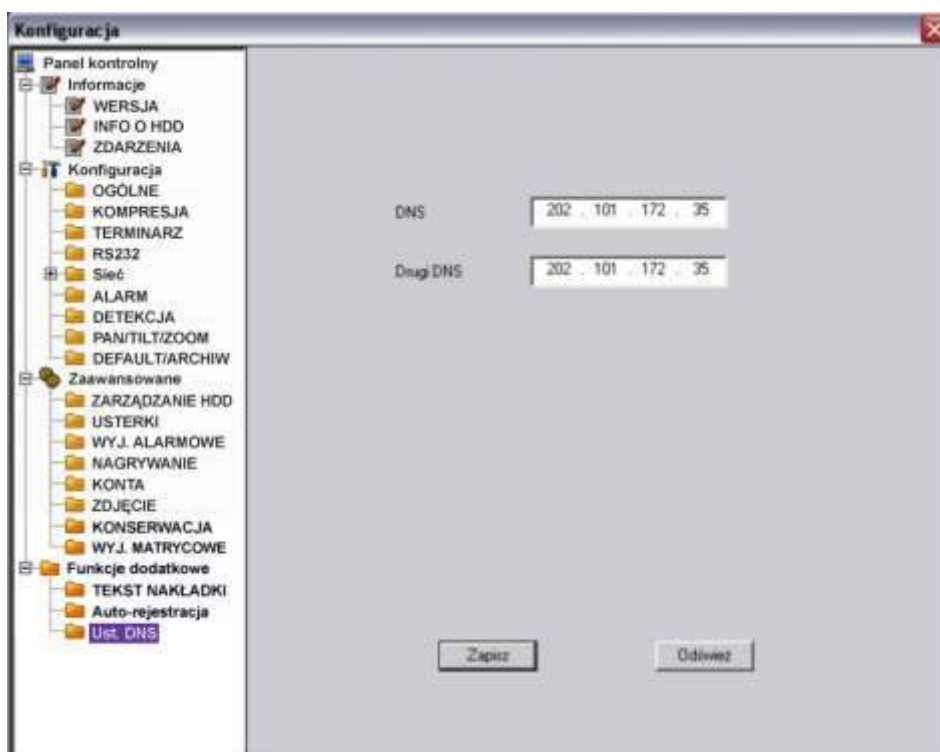 Konfiguracja
Panel kontrolny
Informacje
WERSJA
INFO O HDD
ZDARZENIA
Konfiguracja
OGÓLNE
KOMPRESJA
TERMINARZ
RS232
Sieć
ALARM
DETEKCJA
PAN/TILT/ZOOM
DEFAULT/ARCHIW
Zaawansowane
ZARZĄDZANIE HDD
USTERKI
WYJ. ALARMOWE
NAGRYWANIE
KONTA
ZDJĘCIE
KONSERWACJA
WYJ. MATRYCOWE
Funkcje dodatkowe
TEKST NAKŁADKI
Auto-rejestracja
Ust. DNS
DNS 202 . 101 . 172 . 35
Drugi DNS 202 . 101 . 172 . 35
Zapisz Odśwież